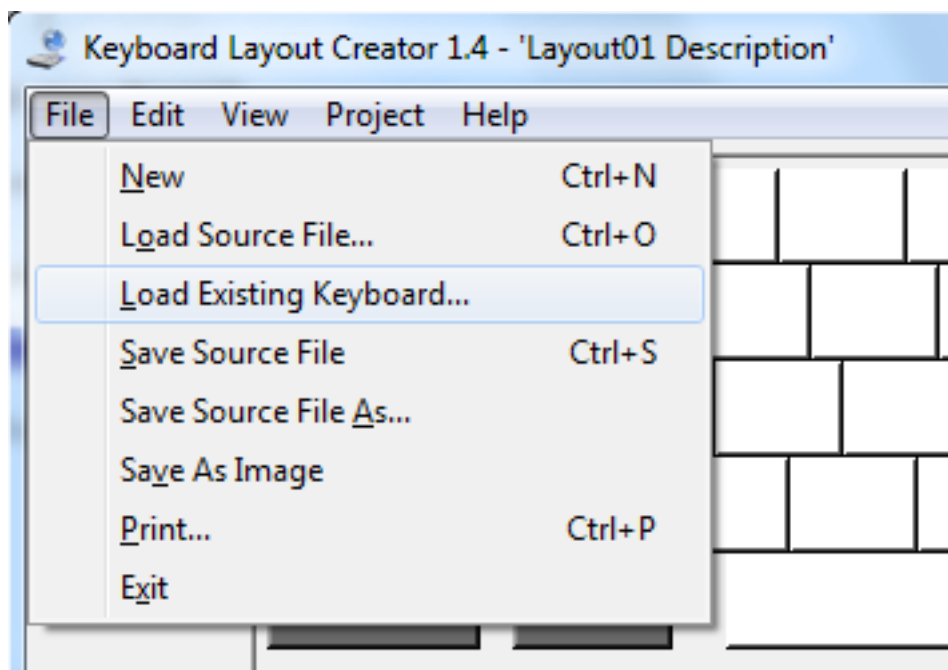 Keyboard Layout Creator 1.4 - 'Layout01 Description'
File Edit View Project Help
New Ctrl+N
Load Source File... Ctrl+O
Load Existing Keyboard...
Save Source File Ctrl+S
Save Source File As...
Save As Image
Print... Ctrl+P
Exit